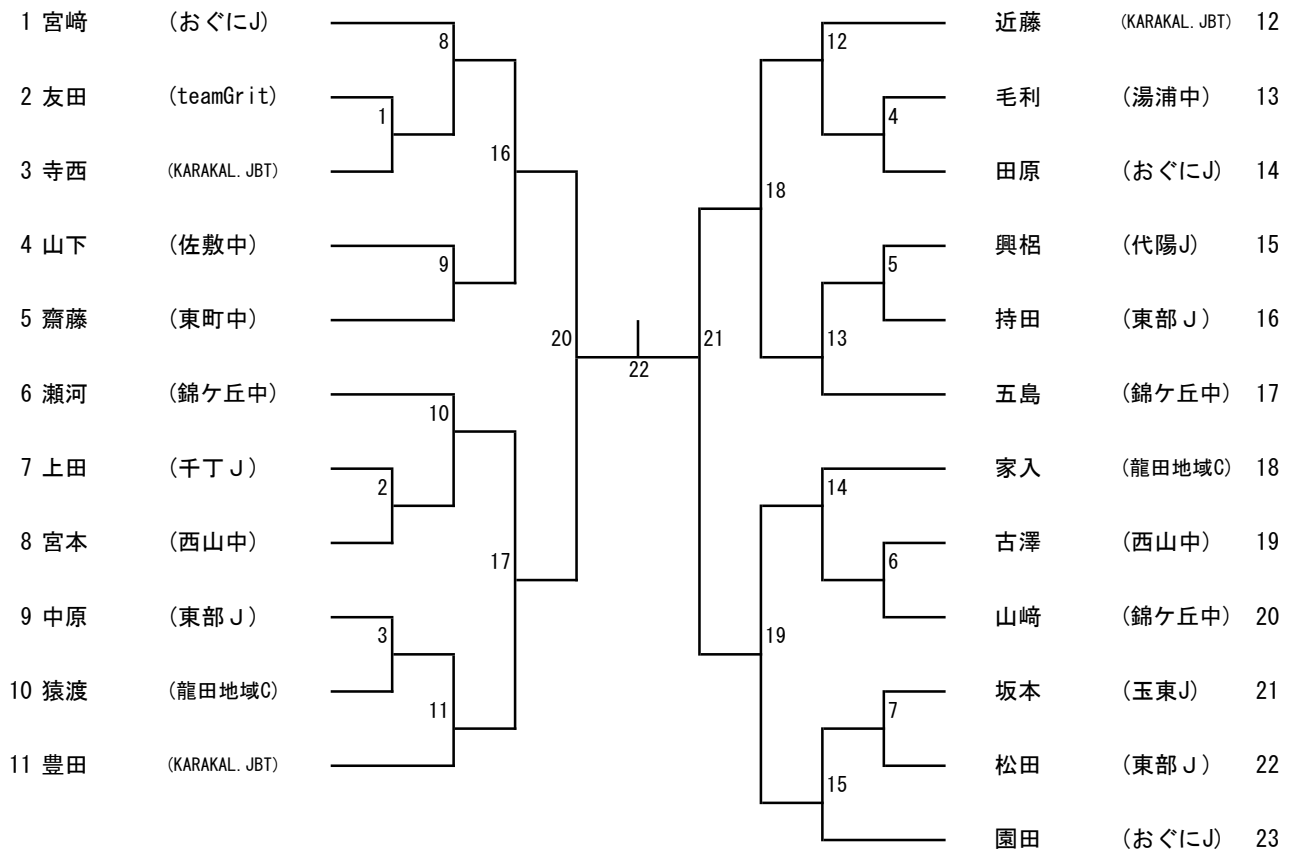 1 宮﨑 (おぐにJ)
2 友田 (teamGrit)
3 寺西 (KARAKAL.JBT)
4 山下 (佐敷中)
5 齋藤 (東町中)
6 瀬河 (錦ケ丘中)
7 上田 (千丁J)
8 宮本 (西山中)
9 中原 (東部J)
10 猿渡 (龍田地域C)
11 豊田 (KARAKAL.JBT)
8
1
16
9
20
10
2
17
3
11
22
12
4
18
5
21
13
14
6
19
7
15
近藤 (KARAKAL.JBT) 12
毛利 (湯浦中) 13
田原 (おぐにJ) 14
興梠 (代陽J) 15
持田 (東部J) 16
五島 (錦ケ丘中) 17
家入 (龍田地域C) 18
古澤 (西山中) 19
山﨑 (錦ケ丘中) 20
坂本 (玉東J) 21
松田 (東部J) 22
園田 (おぐにJ) 23